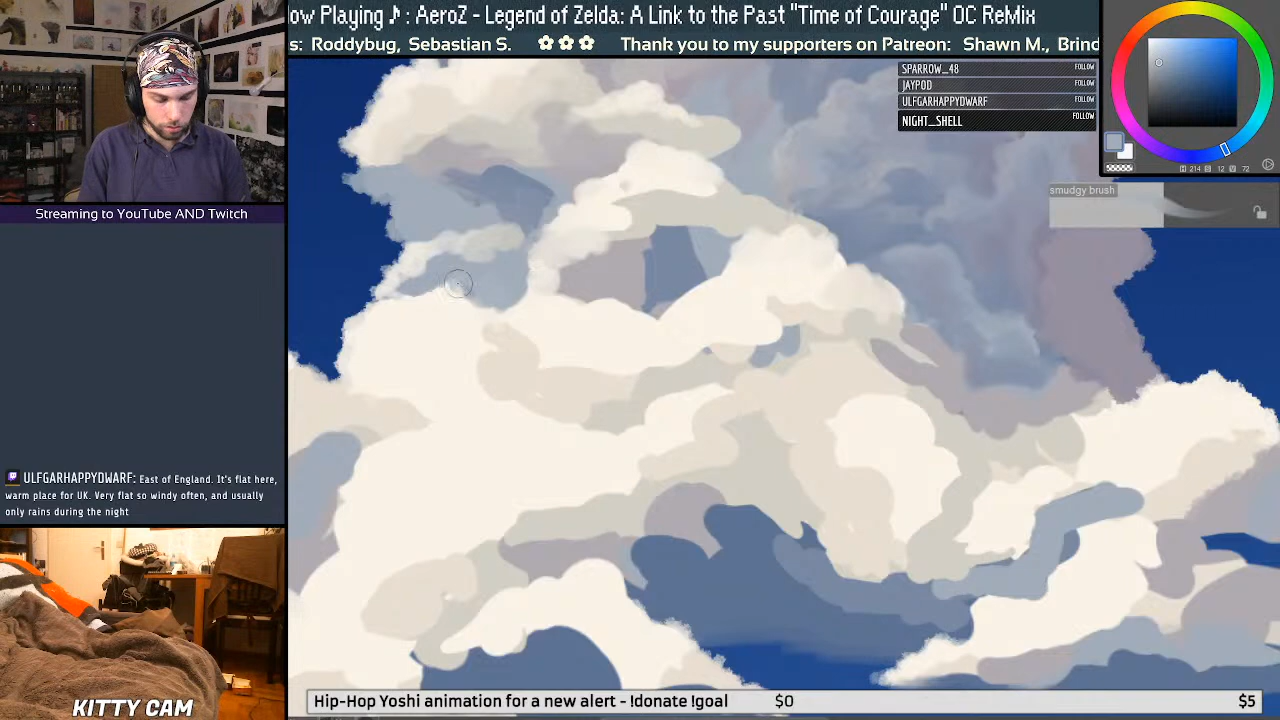 ow Playing ♪ : AeroZ - Legend of Zelda: A Link to the Past "Time of Courage" OC ReMix
s: Roddybug, Sebastian S. ✿ ✿ ✿ Thank you to my supporters on Patreon: Shawn M., Brind
SPARROW_48 FOLLOW
JAYPOD FOLLOW
ULFGARHAPPYDWARF FOLLOW
NIGHT_SHELL FOLLOW
H 214 S 12 V 72
smudgy brush
Streaming to YouTube AND Twitch
ULFGARHAPPYDWARF: East of England. It's flat here,
warm place for UK. Very flat so windy often, and usually
only rains during the night
KITTY CAM
Hip-Hop Yoshi animation for a new alert - !donate !goal $0 $5